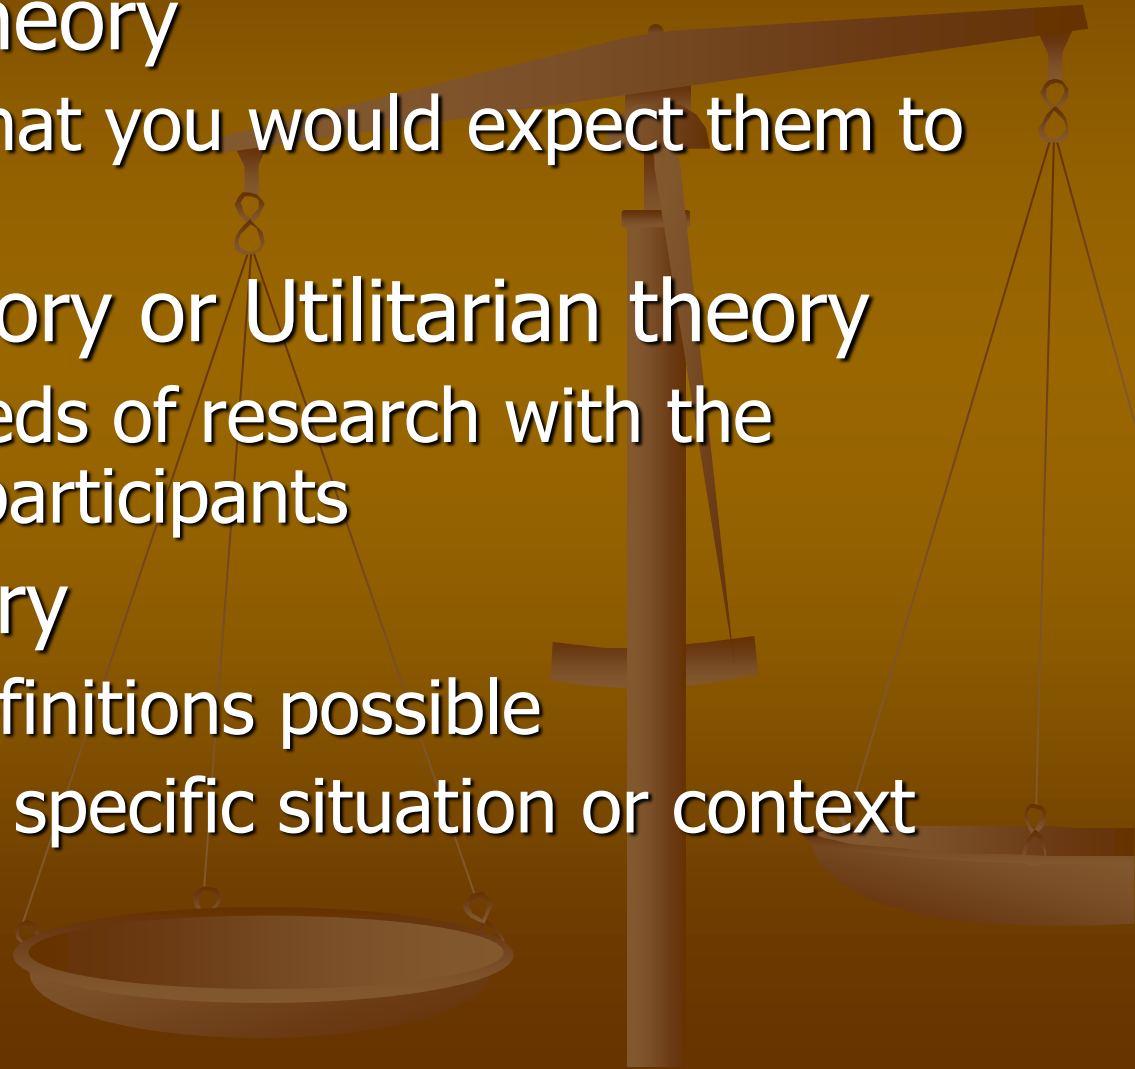 heory
hat you would expect them to
ory or Utilitarian theory
eds of research with the
participants
ry
finitions possible
specific situation or context